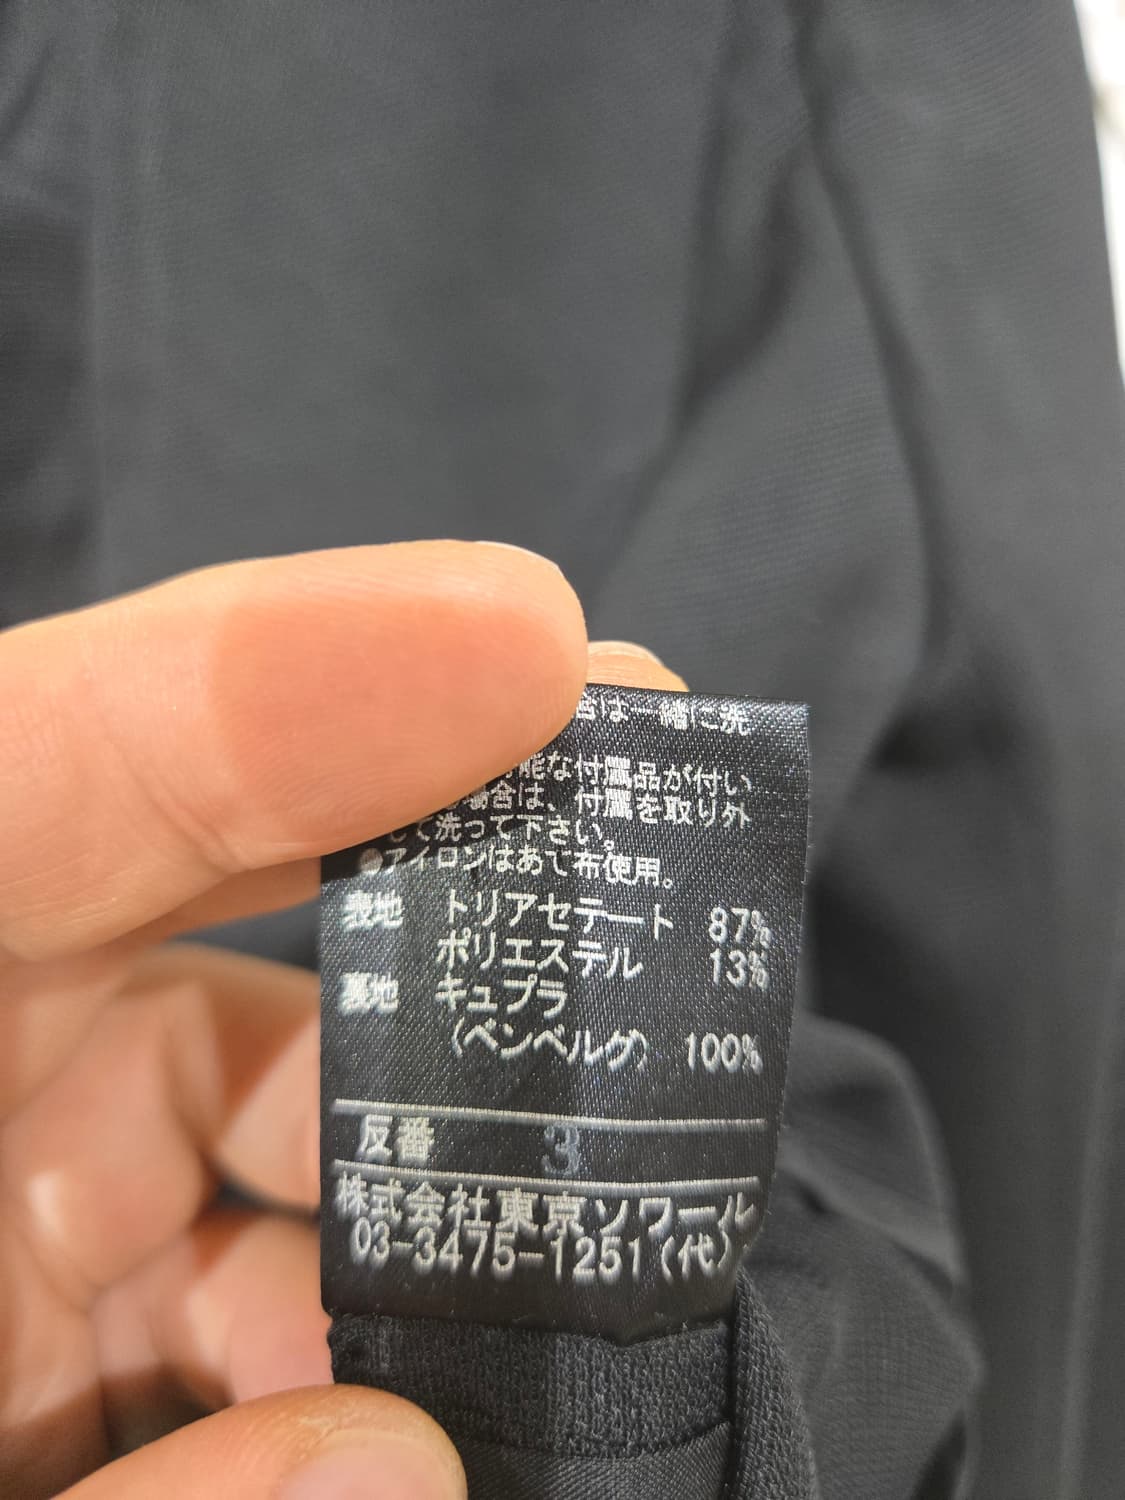 合は一緒に洗
能な付属品が付い
場合は、付属を取り外
して洗って下さい。
●アイロンはあて布使用。
表地 トリアセテート 87%
ポリエステル 13%
裏地 キュプラ
(ベンベルグ) 100%
反番 3
株式会社東京ソワール
03-3475-1251(代)